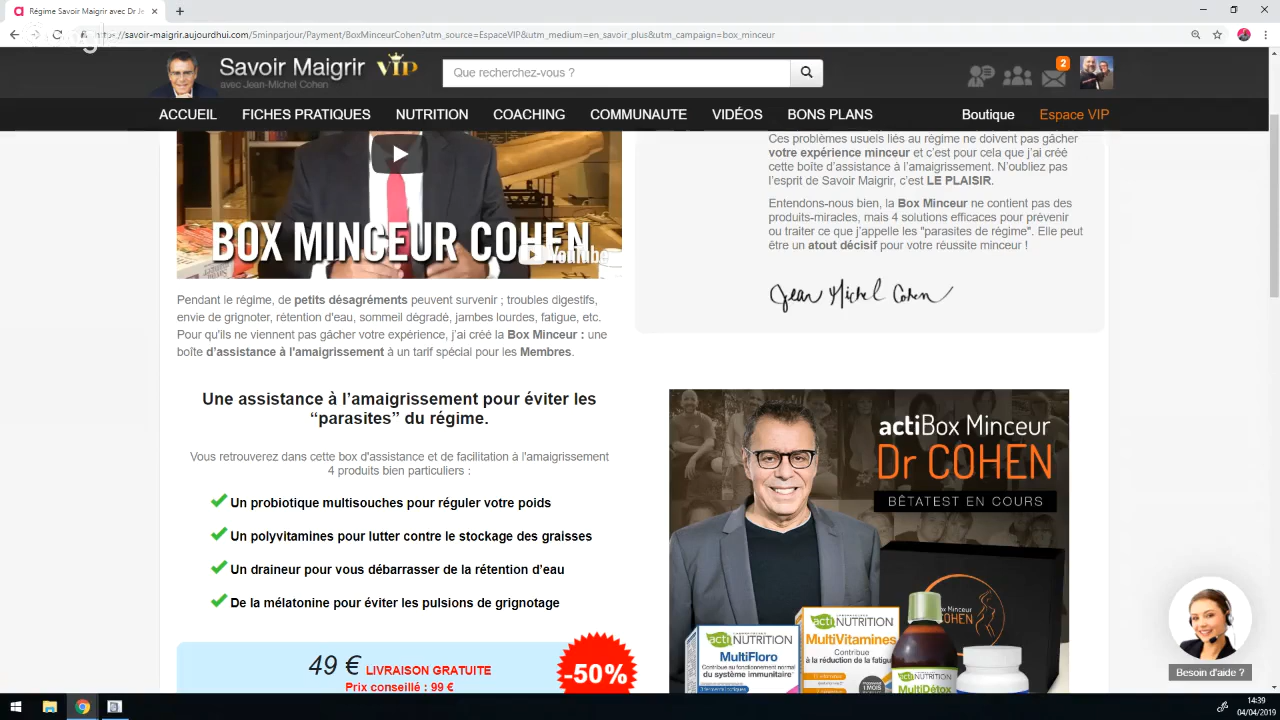 Régime Savoir Maigrir avec Dr Je
https://savoir-maigrir.aujourdhui.com/5minparjour/Payment/BoxMinceurCohen?utm_source=EspaceVIP&utm_medium=en_savoir_plus&utm_campaign=box_minceur
Savoir Maigrir VIP
avec Jean-Michel Cohen
Que recherchez-vous ?
2
ACCUEIL FICHES PRATIQUES NUTRITION COACHING COMMUNAUTE VIDÉOS BONS PLANS Boutique Espace VIP
BOX MINCEUR COHEN
YouTube
Pendant le régime, de petits désagréments peuvent survenir ; troubles digestifs,
envie de grignoter, rétention d'eau, sommeil dégradé, jambes lourdes, fatigue, etc.
Pour qu'ils ne viennent pas gâcher votre expérience, j'ai créé la Box Minceur : une
boîte d'assistance à l'amaigrissement à un tarif spécial pour les Membres.
Ces problèmes usuels liés au régime ne doivent pas gâcher
votre expérience minceur et c'est pour cela que j'ai créé
cette boîte d'assistance à l'amaigrissement. N'oubliez pas
l'esprit de Savoir Maigrir, c'est LE PLAISIR.
Entendons-nous bien, la Box Minceur ne contient pas des
produits-miracles, mais 4 solutions efficaces pour prévenir
ou traiter ce que j'appelle les "parasites de régime". Elle peut
être un atout décisif pour votre réussite minceur !
Jean Michel Cohen
Une assistance à l'amaigrissement pour éviter les
“parasites” du régime.
Vous retrouverez dans cette box d'assistance et de facilitation à l'amaigrissement
4 produits bien particuliers :
Un probiotique multisouches pour réguler votre poids
Un polyvitamines pour lutter contre le stockage des graisses
Un draineur pour vous débarrasser de la rétention d'eau
De la mélatonine pour éviter les pulsions de grignotage
49 € LIVRAISON GRATUITE
Prix conseillé : 99 €
-50%
actiBox Minceur
Dr COHEN
BÊTATEST EN COURS
Minceur
COHEN
actiNUTRITION
MultiFloro
Contribue au fonctionnement normal
du système immunitaire*
actiNUTRITION
MultiVitamines
Contribue
à la réduction de la fatigue
actiNUTRITION
MultiDétox
Besoin d'aide ?
14:39
04/04/2019